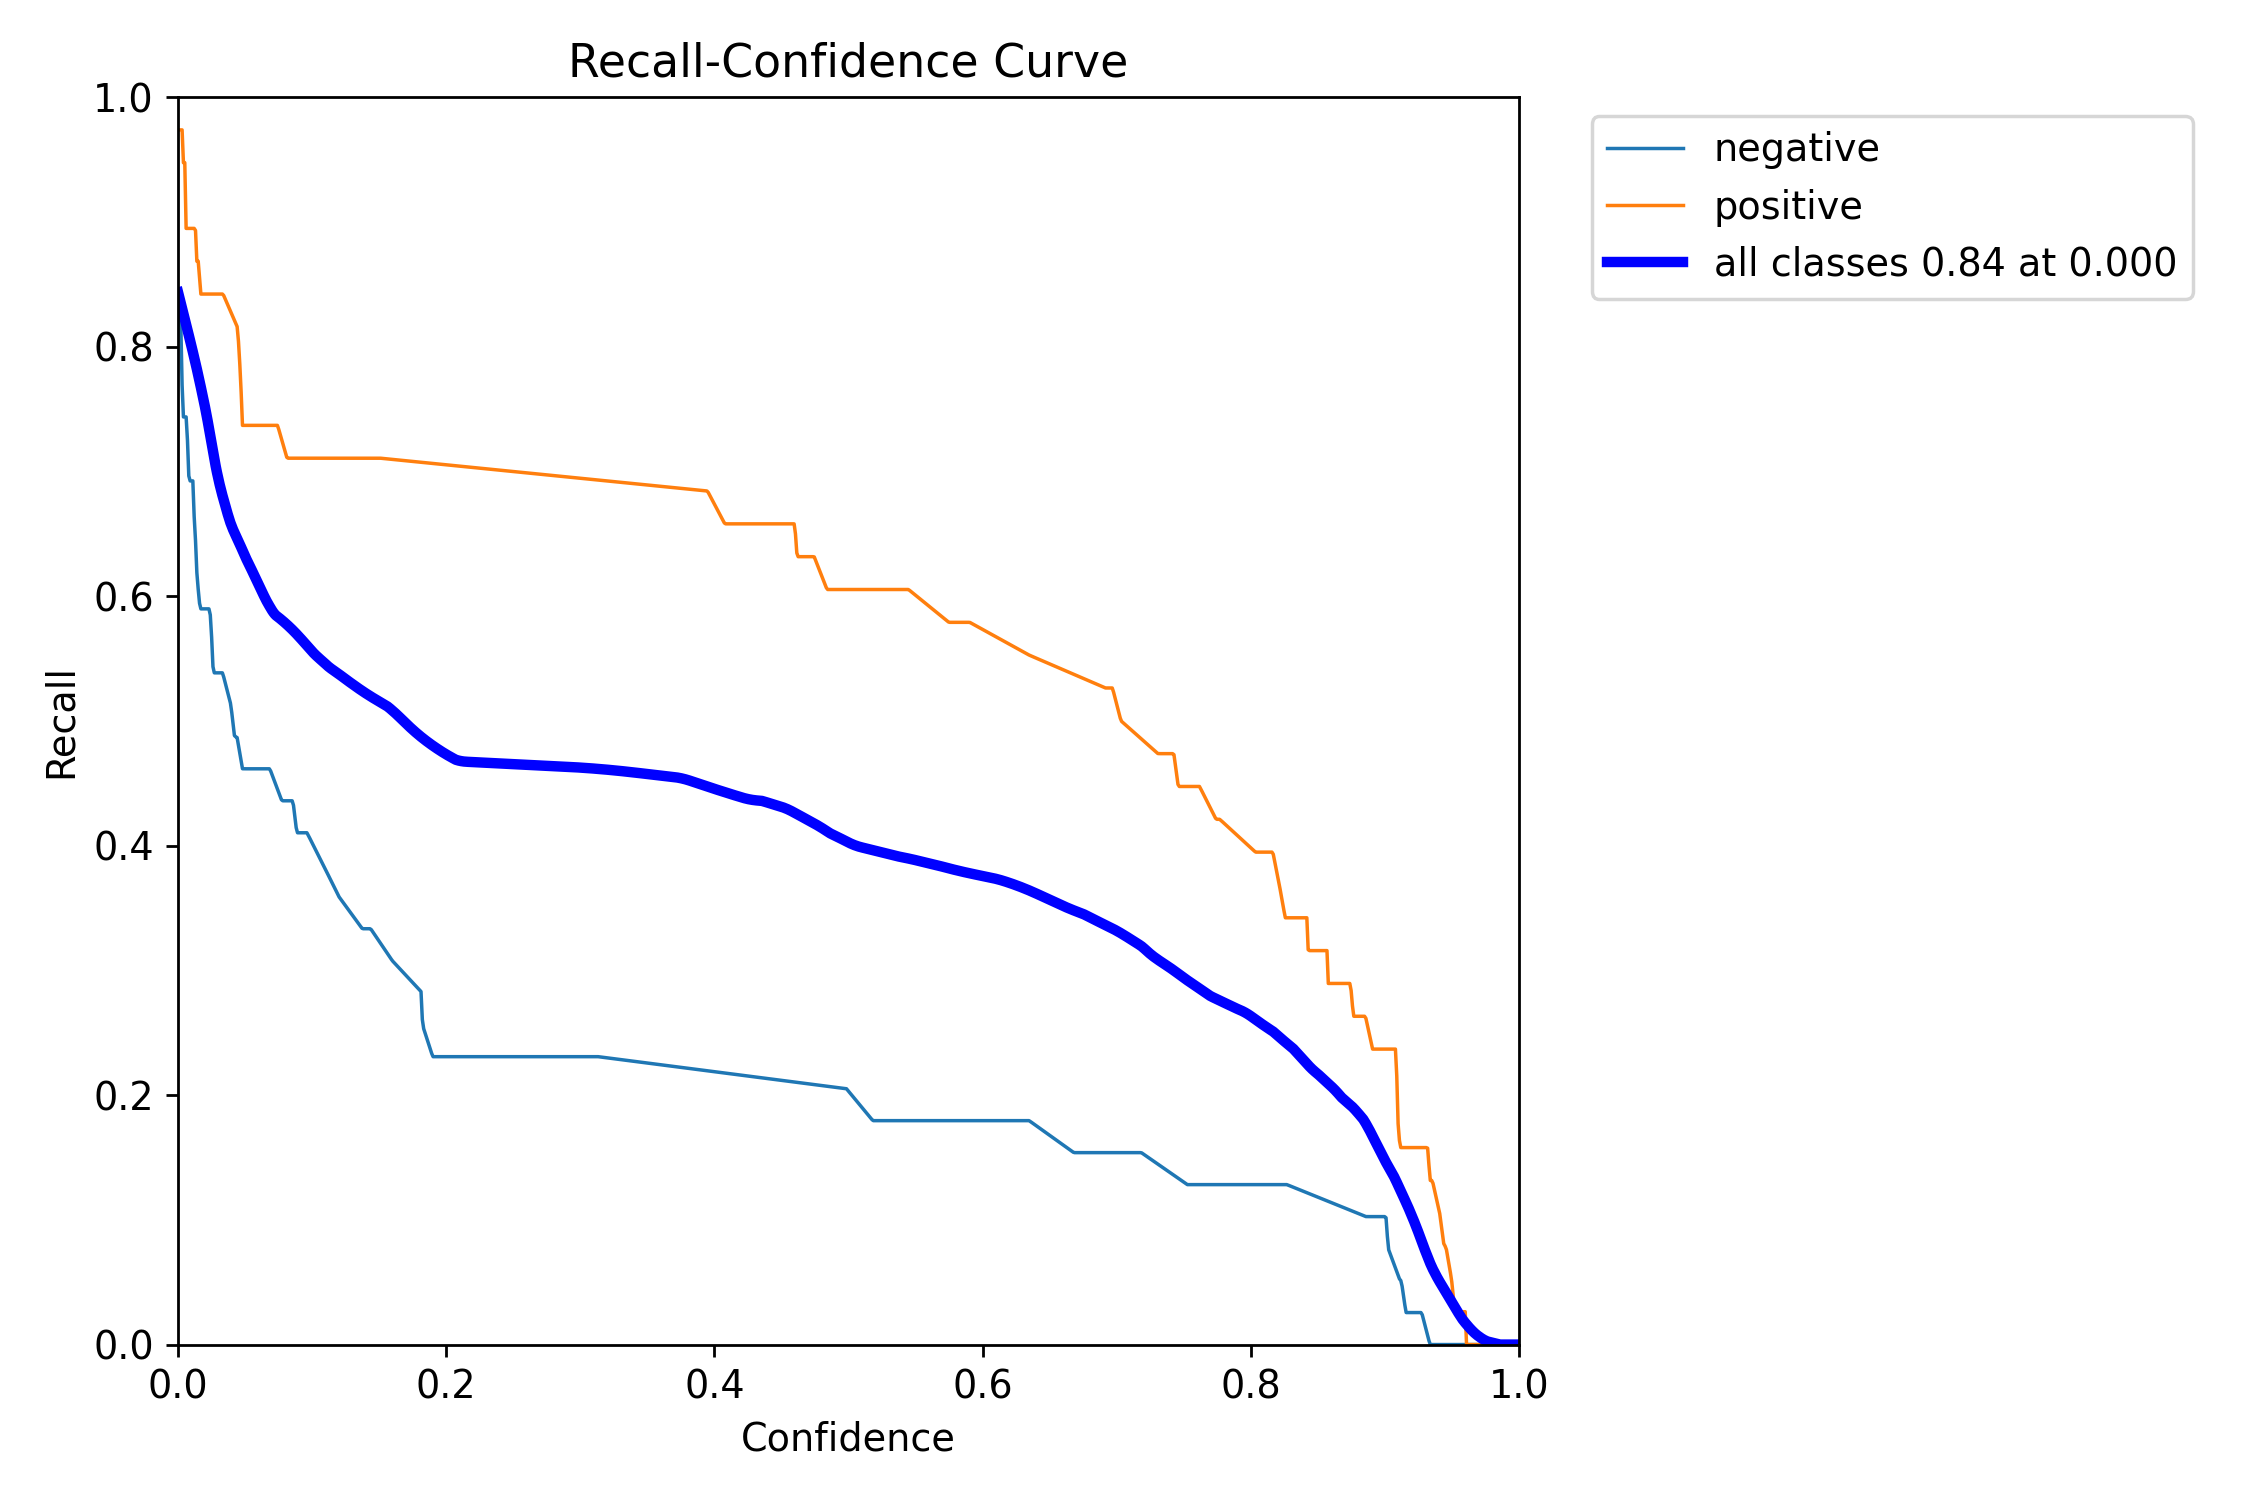 Recall-Confidence Curve
1.0
0.8
0.6
0.4
0.2
0.0
Recall
0.0 0.2 0.4 0.6 0.8 1.0
Confidence
negative
positive
all classes 0.84 at 0.000